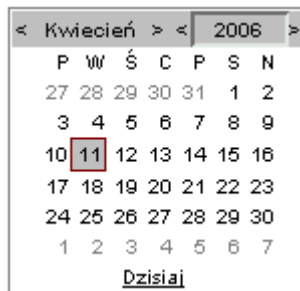 < Kwiecień > < 2006 >
P W Ś C P S N
27 28 29 30 31 1 2
3 4 5 6 7 8 9
10 11 12 13 14 15 16
17 18 19 20 21 22 23
24 25 26 27 28 29 30
1 2 3 4 5 6 7
Dzisiaj